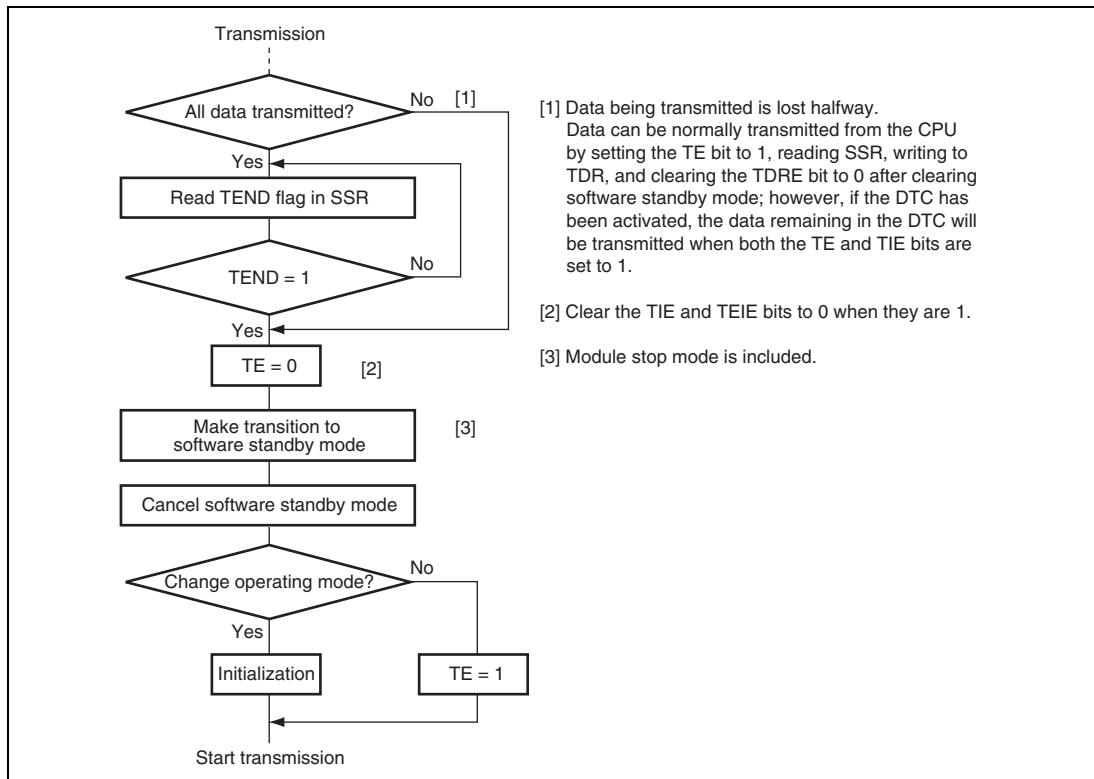 Transmission
All data transmitted?
No [1]
Yes
Read TEND flag in SSR
TEND = 1
No
Yes
TE = 0
[2]
Make transition to
software standby mode
[3]
Cancel software standby mode
Change operating mode?
No
Yes
Initialization
TE = 1
Start transmission
[1] Data being transmitted is lost halfway.
Data can be normally transmitted from the CPU
by setting the TE bit to 1, reading SSR, writing to
TDR, and clearing the TDRE bit to 0 after clearing
software standby mode; however, if the DTC has
been activated, the data remaining in the DTC will
be transmitted when both the TE and TIE bits are
set to 1.
[2] Clear the TIE and TEIE bits to 0 when they are 1.
[3] Module stop mode is included.